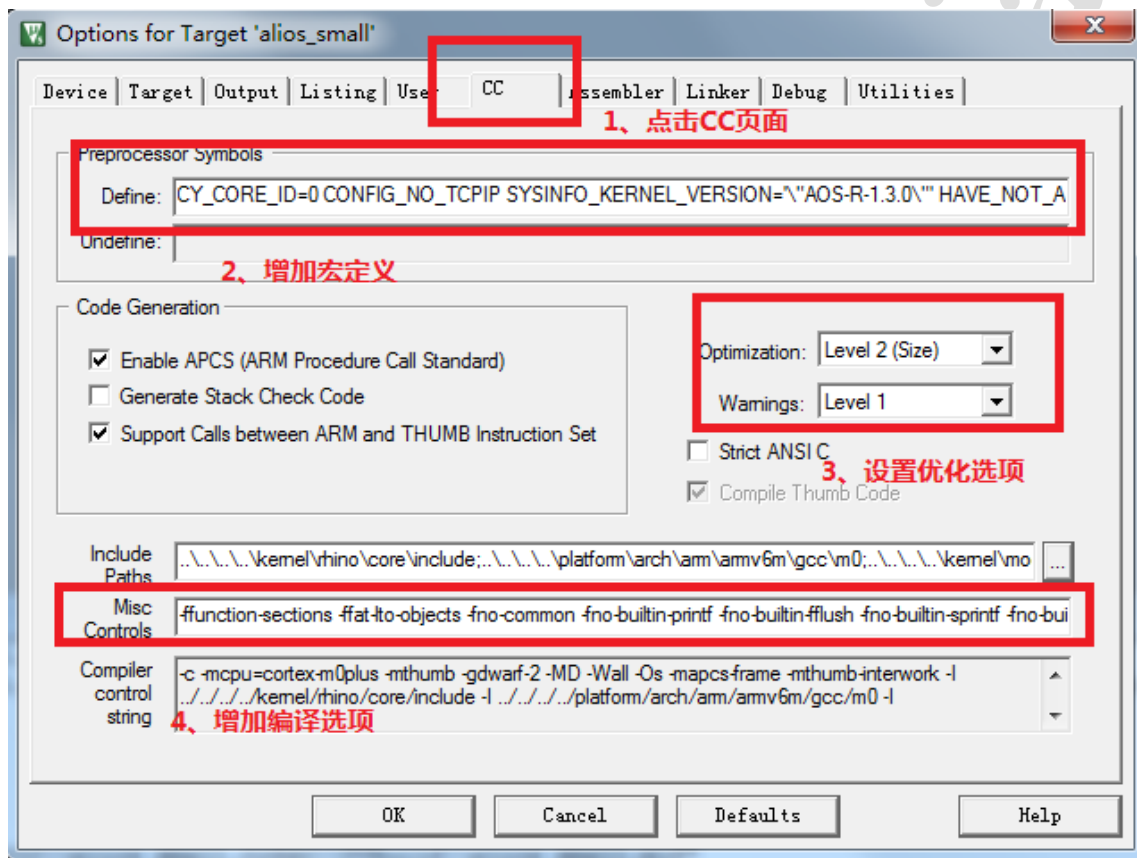 Options for Target 'alios_small'
Device Target Output Listing User CC Assembler Linker Debug Utilities
1、点击CC页面
Preprocessor Symbols
Define: CY_CORE_ID=0 CONFIG_NO_TCPIP SYSINFO_KERNEL_VERSION='\"AOS-R-1.3.0\"' HAVE_NOT_A
Undefine:
2、增加宏定义
Code Generation
Enable APCS (ARM Procedure Call Standard)
Generate Stack Check Code
Support Calls between ARM and THUMB Instruction Set
Optimization: Level 2 (Size)
Warnings: Level 1
Strict ANSI C
3、设置优化选项
Compile Thumb Code
Include Paths ..\..\..\..\kernel\rhino\core\include;..\..\..\..\platform\arch\arm\armv6m\gcc\m0;..\..\..\..\kernel\mo ...
Misc Controls -ffunction-sections -ffat-lto-objects -fno-common -fno-builtin-printf -fno-builtin-fflush -fno-builtin-sprintf -fno-bui
Compiler control string -c -mcpu=cortex-m0plus -mthumb -gdwarf-2 -MD -Wall -Os -mapcs-frame -mthumb-interwork -I
../../../../kernel/rhino/core/include -I ../../../../platform/arch/arm/armv6m/gcc/m0 -I
4、增加编译选项
OK Cancel Defaults Help